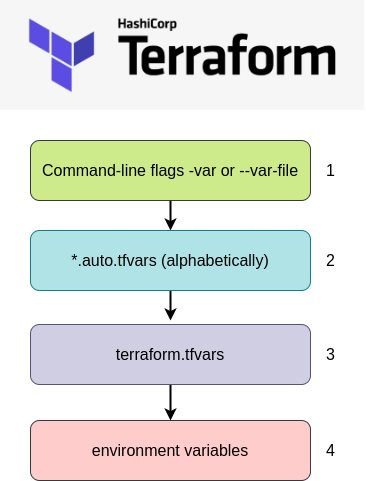 HashiCorp
Terraform
Command-line flags -var or --var-file 1
*.auto.tfvars (alphabetically) 2
terraform.tfvars 3
environment variables 4